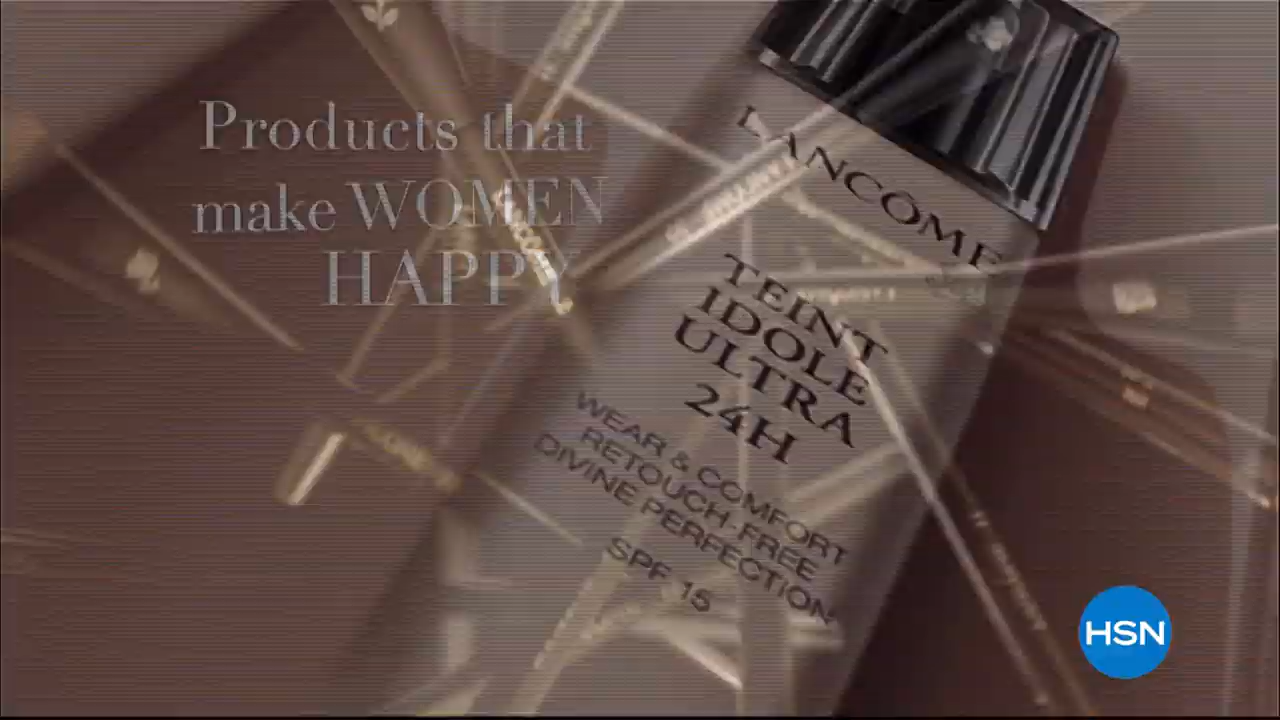 Products that
make WOMEN
HAPPY
LANCÔME
TEINT
IDOLE
ULTRA
24H
WEAR & COMFORT
RETOUCH-FREE
DIVINE PERFECTION
SPF 15
HSN